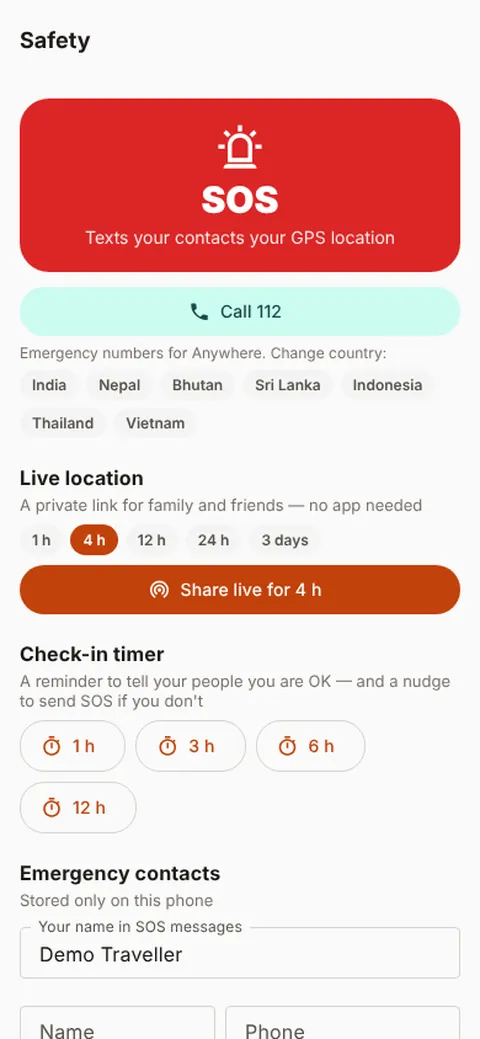 Safety
SOS
Texts your contacts your GPS location
Call 112
Emergency numbers for Anywhere. Change country:
India Nepal Bhutan Sri Lanka Indonesia
Thailand Vietnam
Live location
A private link for family and friends — no app needed
1 h 4 h 12 h 24 h 3 days
Share live for 4 h
Check-in timer
A reminder to tell your people you are OK — and a nudge
to send SOS if you don't
1 h 3 h 6 h
12 h
Emergency contacts
Stored only on this phone
Your name in SOS messages
Demo Traveller
Name Phone